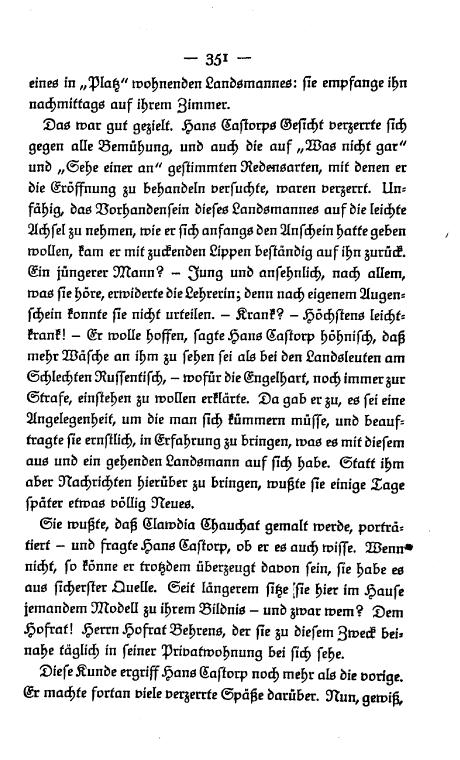 — 351 —
eines in „Platz“ wohnenden Landsmannes: sie empfange ihn
nachmittags auf ihrem Zimmer.
Das war gut gezielt. Hans Castorps Gesicht verzerrte sich
gegen alle Bemühung, und auch die auf „Was nicht gar“
und „Sehe einer an“ gestimmten Redensarten, mit denen er
die Eröffnung zu behandeln versuchte, waren verzerrt. Un-
fähig, das Vorhandensein dieses Landsmannes auf die leichte
Achsel zu nehmen, wie er sich anfangs den Anschein hatte geben
wollen, kam er mit zuckenden Lippen beständig auf ihn zurück.
Ein jüngerer Mann? – Jung und ansehnlich, nach allem,
was sie höre, erwiderte die Lehrerin; denn nach eigenem Augen-
schein konnte sie nicht urteilen. – Krank? – Höchstens leicht-
krank! – Er wolle hoffen, sagte Hans Castorp höhnisch, daß
mehr Wäsche an ihm zu sehen sei als bei den Landsleuten am
Schlechten Russentisch, – wofür die Engelhart, noch immer zur
Strafe, einstehen zu wollen erklärte. Da gab er zu, es sei eine
Angelegenheit, um die man sich kümmern müsse, und beauf-
tragte sie ernstlich, in Erfahrung zu bringen, was es mit diesem
aus und ein gehenden Landsmann auf sich habe. Statt ihm
aber Nachrichten hierüber zu bringen, wußte sie einige Tage
später etwas völlig Neues.
Sie wußte, daß Clawdia Chauchat gemalt werde, porträ-
tiert – und fragte Hans Castorp, ob er es auch wisse. Wenn
nicht, so könne er trotzdem überzeugt davon sein, sie habe es
aus sicherster Quelle. Seit längerem sitze sie hier im Hause
jemandem Modell zu ihrem Bildnis – und zwar wem? Dem
Hofrat! Herrn Hofrat Behrens, der sie zu diesem Zweck bei-
nahe täglich in seiner Privatwohnung bei sich sehe.
Diese Kunde ergriff Hans Castorp noch mehr als die vorige.
Er machte fortan viele verzerrte Späße darüber. Nun, gewiß,